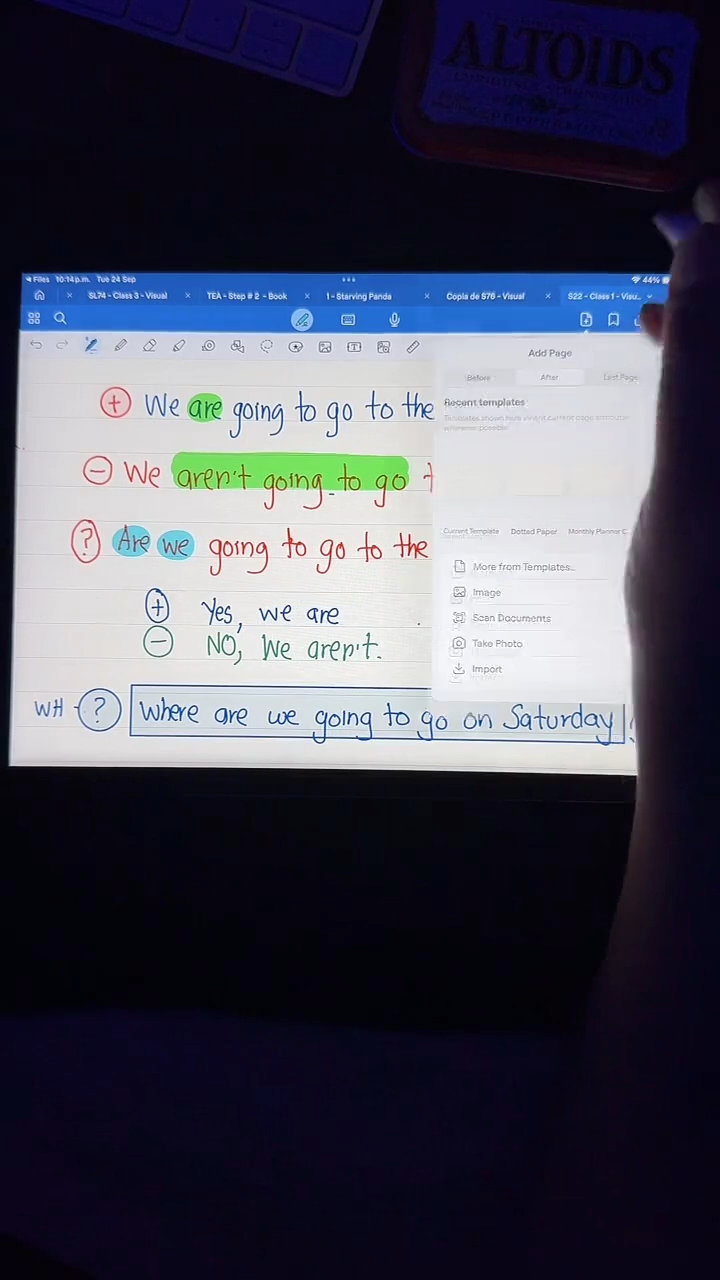 ALTOIDS
Files 10:14 p.m. Tue 24 Sep
44%
SL74 - Class 3 - Visual
TEA - Step # 2 - Book
1 - Starving Panda
Copia de S76 - Visual
S22 - Class 1 - Visu...
Add Page
Before After Last Page
Recent templates
Current Template Dotted Paper Monthly Planner C
More from Templates...
Image
Scan Documents
Take Photo
Import
+ We are going to go to the
- We aren't going to go t
? Are we going to go to the
+ Yes, we are
- No, we aren't.
WH - ? Where are we going to go on Saturday